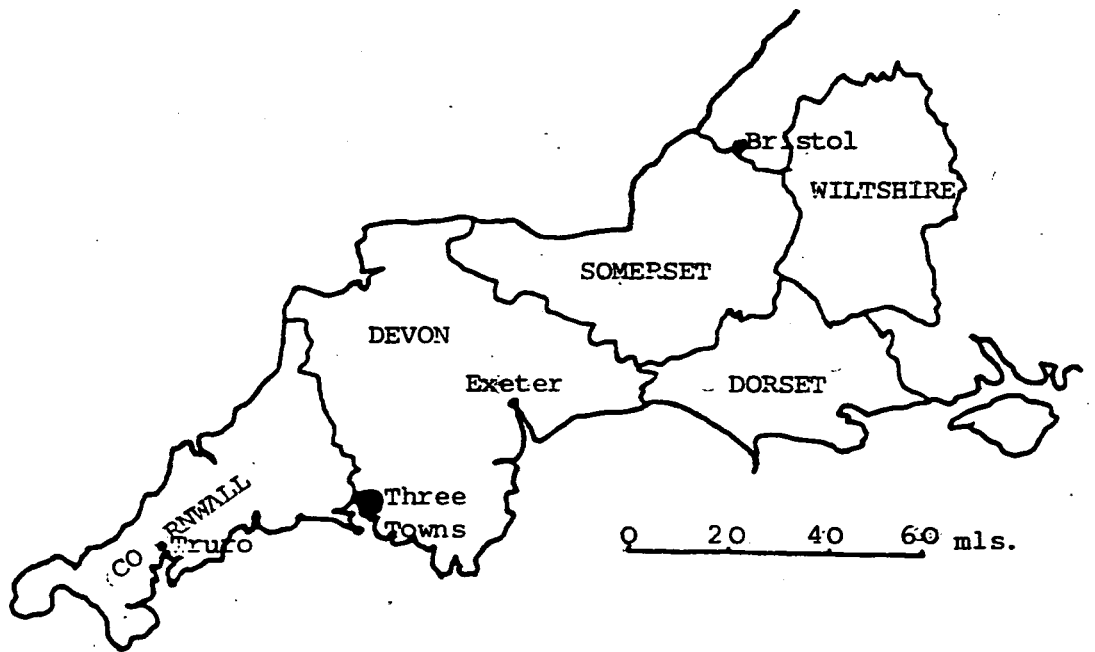 Bristol
WILTSHIRE
SOMERSET
DEVON
Exeter
DORSET
CORNWALL
Truro
Three
Towns
0 20 40 60 mls.